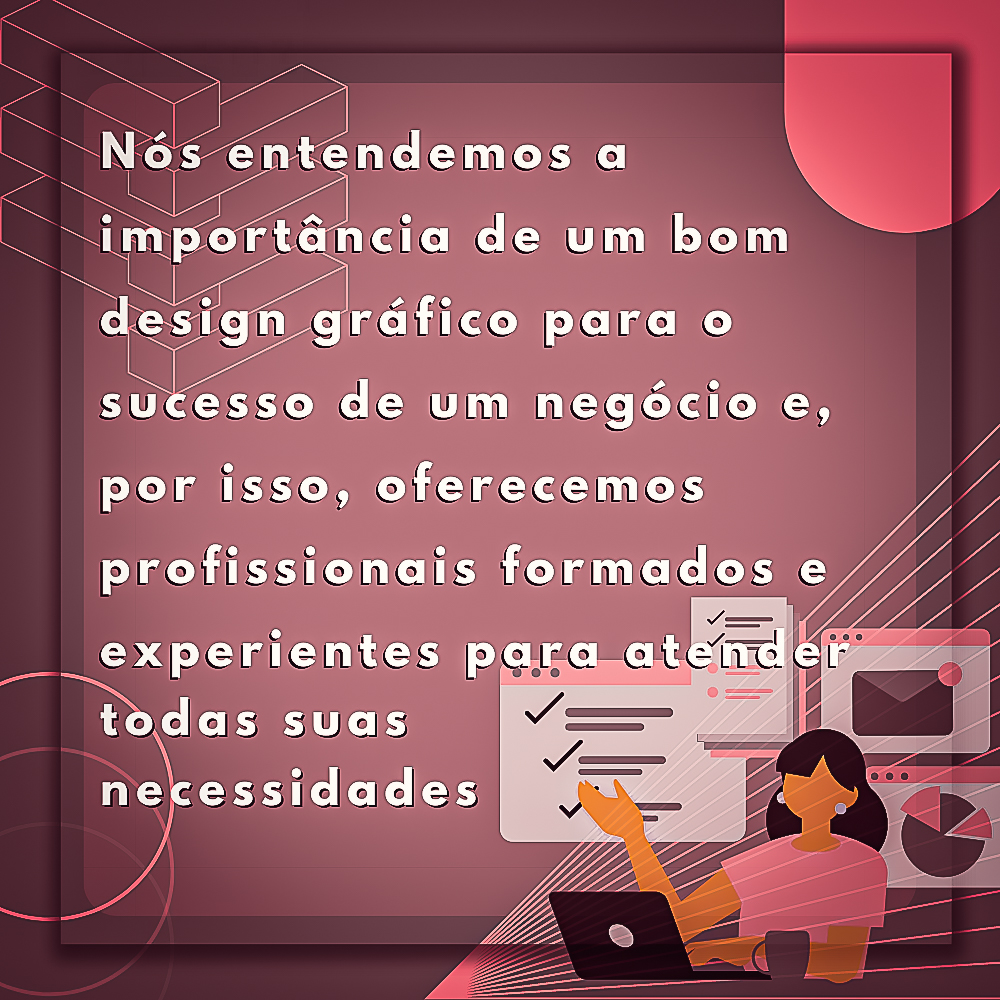 Nós entendemos a
importância de um bom
design gráfico para o
sucesso de um negócio e,
por isso, oferecemos
profissionais formados e
experientes para atender
todas suas
necessidades